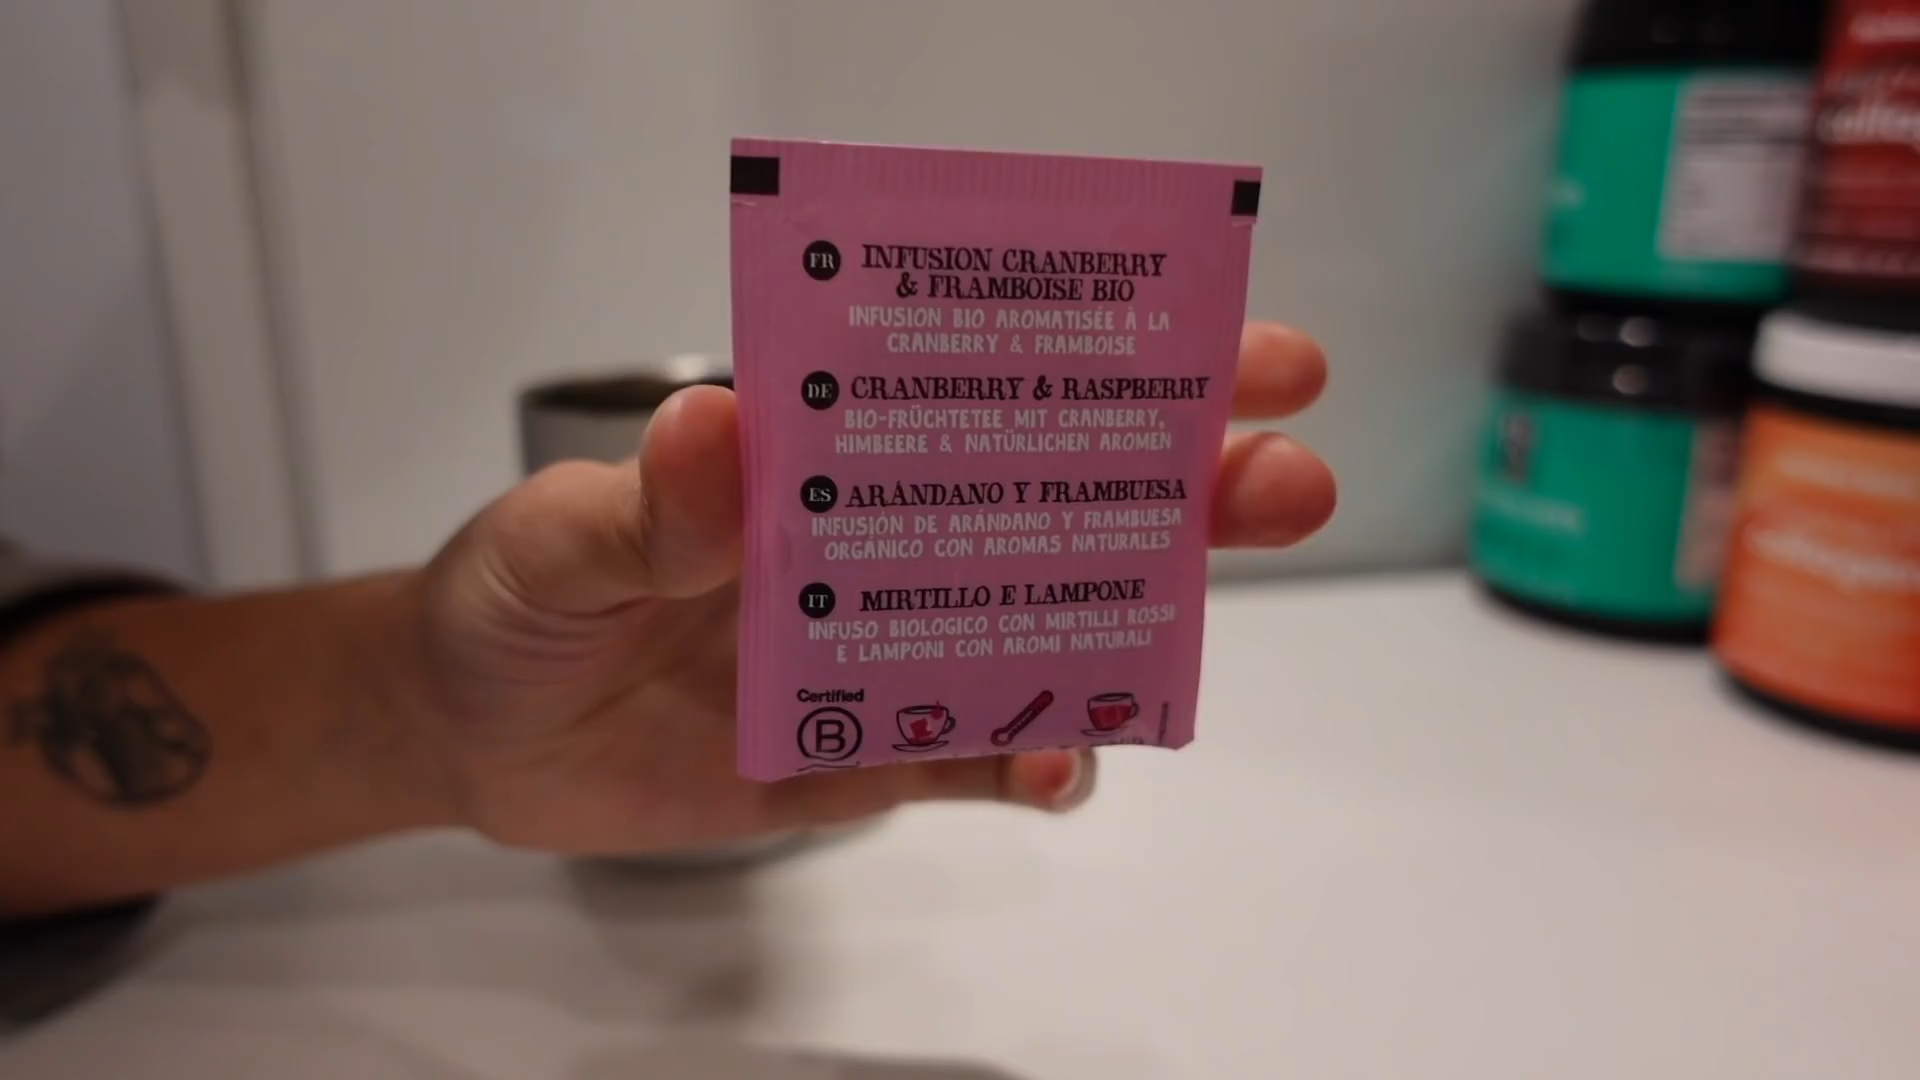 FR INFUSION CRANBERRY
& FRAMBOISE BIO
INFUSION BIO AROMATISÉE À LA
CRANBERRY & FRAMBOISE
DE CRANBERRY & RASPBERRY
BIO-FRÜCHTETEE MIT CRANBERRY,
HIMBEERE & NATÜRLICHEN AROMEN
ES ARÁNDANO Y FRAMBUESA
INFUSIÓN DE ARÁNDANO Y FRAMBUESA
ORGÁNICO CON AROMAS NATURALES
IT MIRTILLO E LAMPONE
INFUSO BIOLOGICO CON MIRTILLI ROSSI
E LAMPONI CON AROMI NATURALI
Certified
B